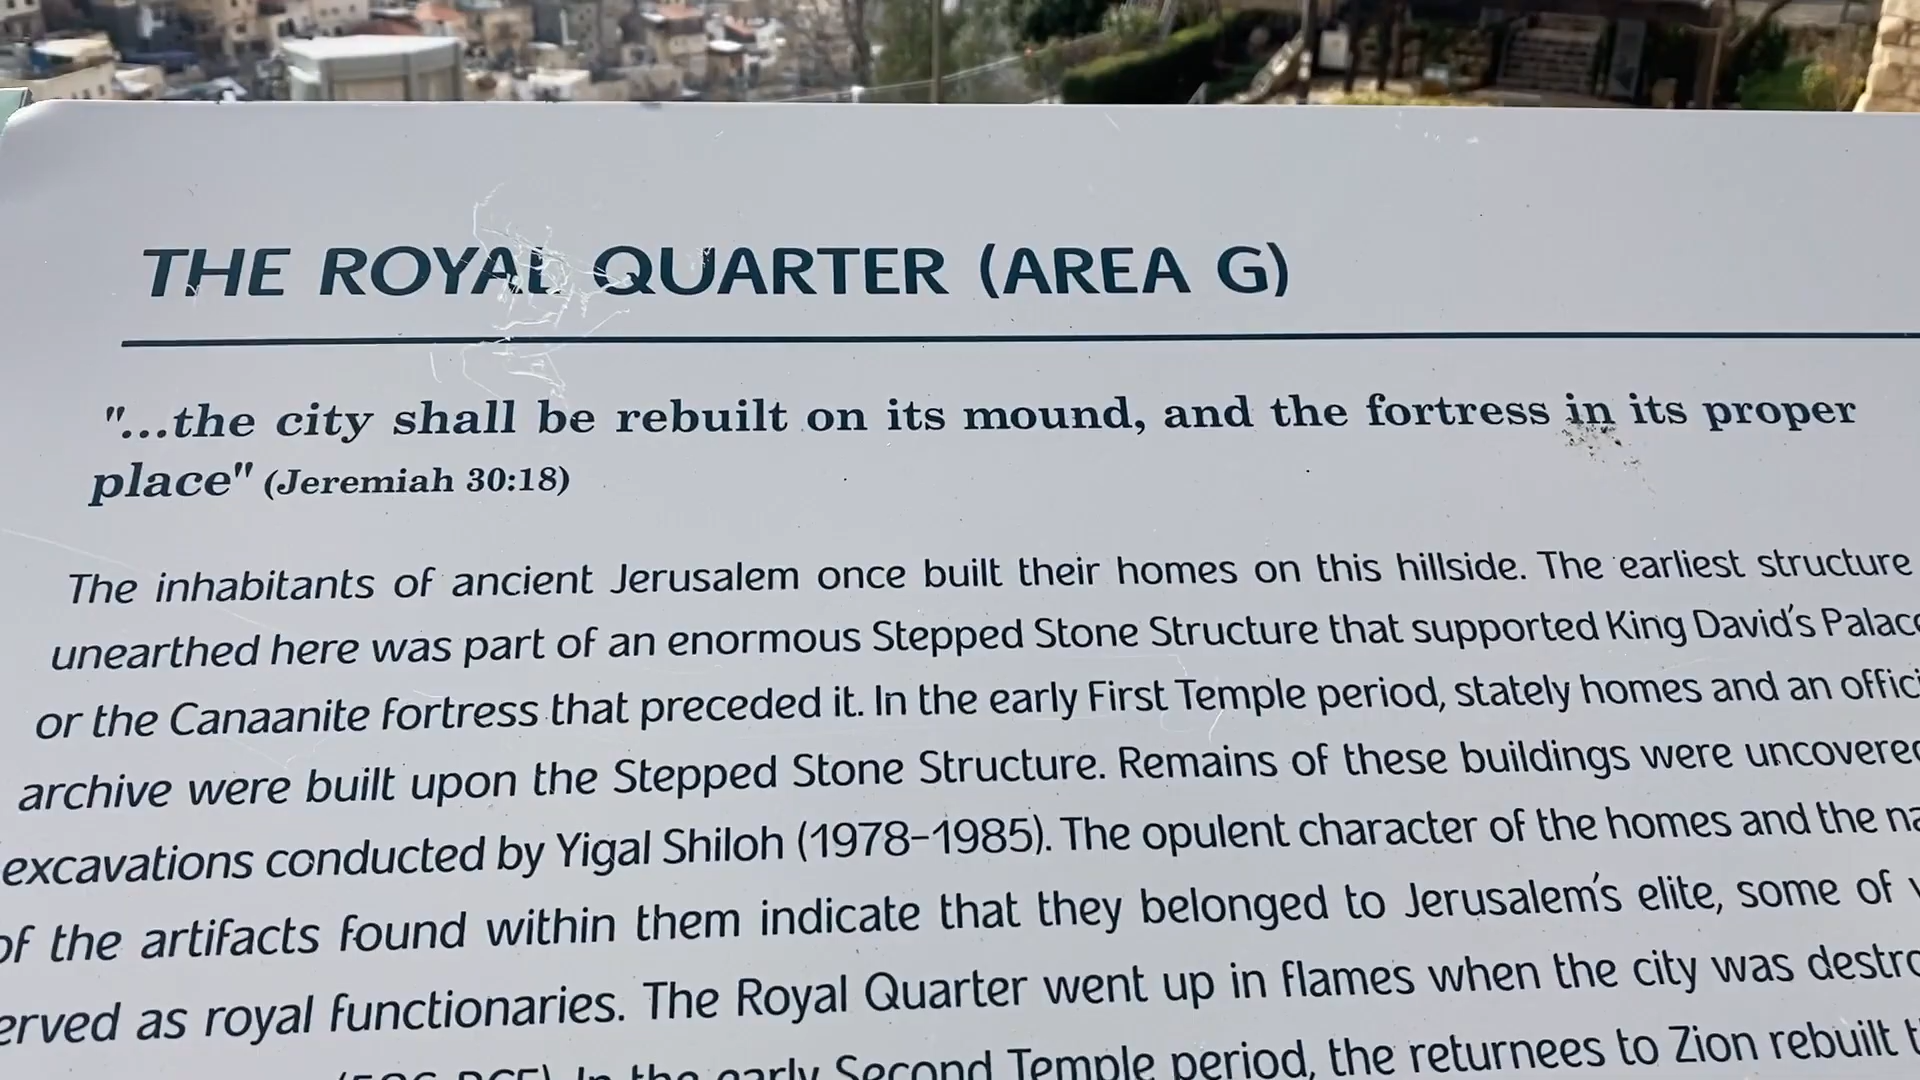 THE ROYAL QUARTER (AREA G)
"...the city shall be rebuilt on its mound, and the fortress in its proper
place" (Jeremiah 30:18)
The inhabitants of ancient Jerusalem once built their homes on this hillside. The earliest structure
unearthed here was part of an enormous Stepped Stone Structure that supported King David's Palace
or the Canaanite fortress that preceded it. In the early First Temple period, stately homes and an
archive were built upon the Stepped Stone Structure. Remains of these buildings were uncovered
excavations conducted by Yigal Shiloh (1978-1985). The opulent character of the homes and the
of the artifacts found within them indicate that they belonged to Jerusalem's elite, some of
as royal functionaries. The Royal Quarter went up in flames when the city was
In the early Second Temple period, the returnees to Zion rebuilt